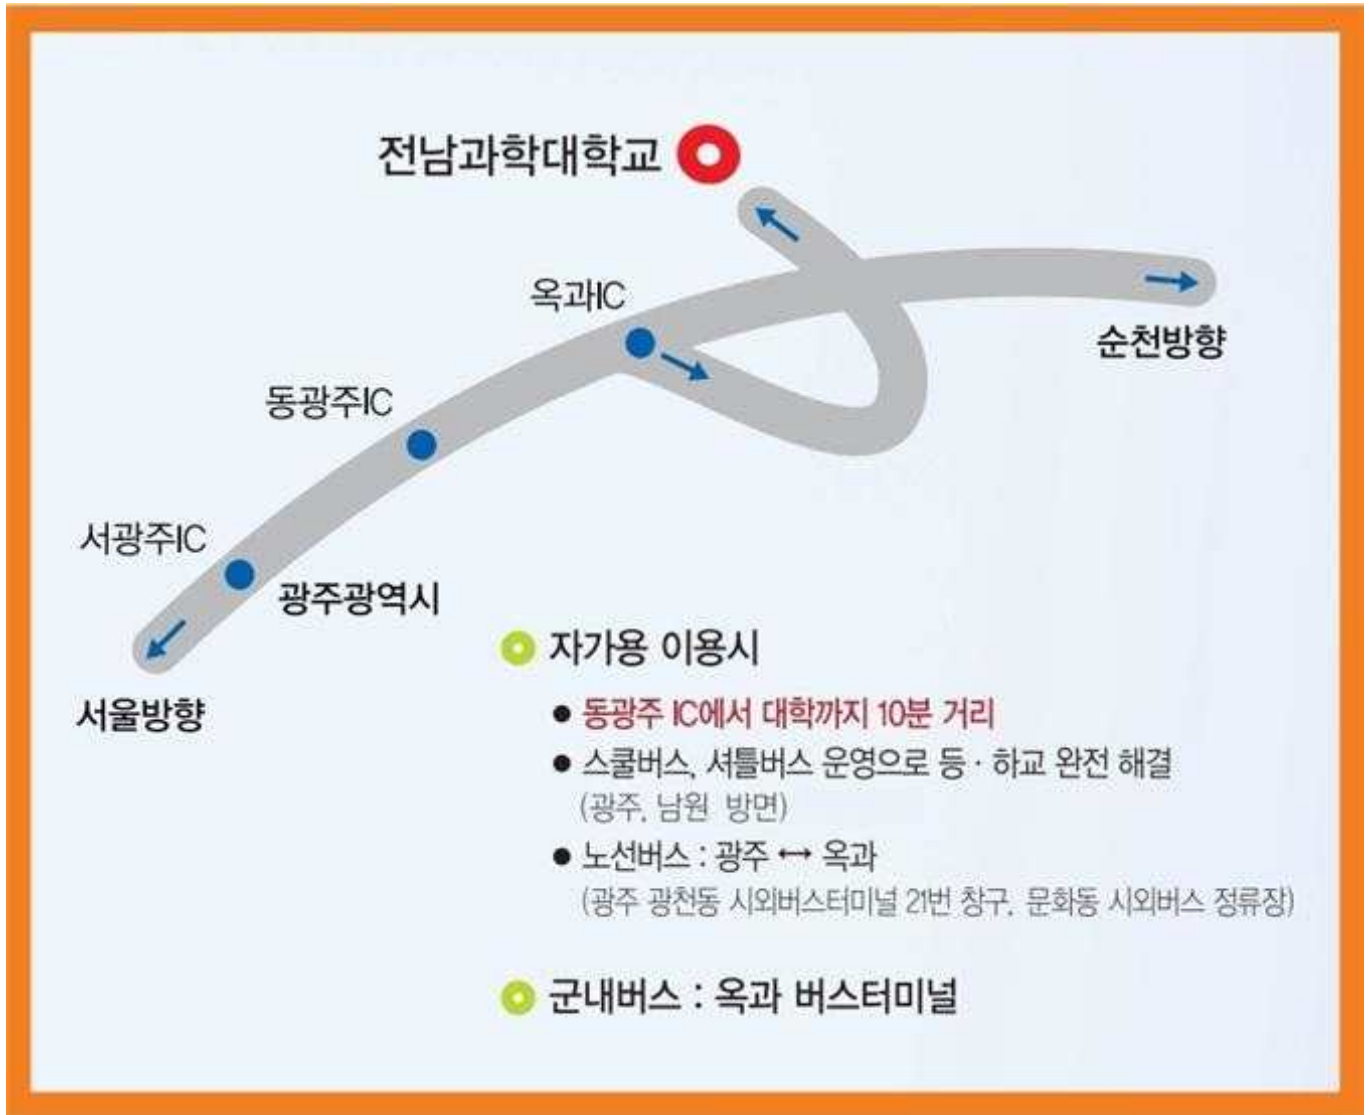 전남과학대학교
옥과IC
순천방향
동광주IC
서광주IC
광주광역시
서울방향
자가용 이용시
● 동광주 IC에서 대학까지 10분 거리
● 스쿨버스, 셔틀버스 운영으로 등·하교 완전 해결
(광주, 남원 방면)
● 노선버스 : 광주 ↔ 옥과
(광주 광천동 시외버스터미널 21번 창구, 문화동 시외버스 정류장)
군내버스 : 옥과 버스터미널